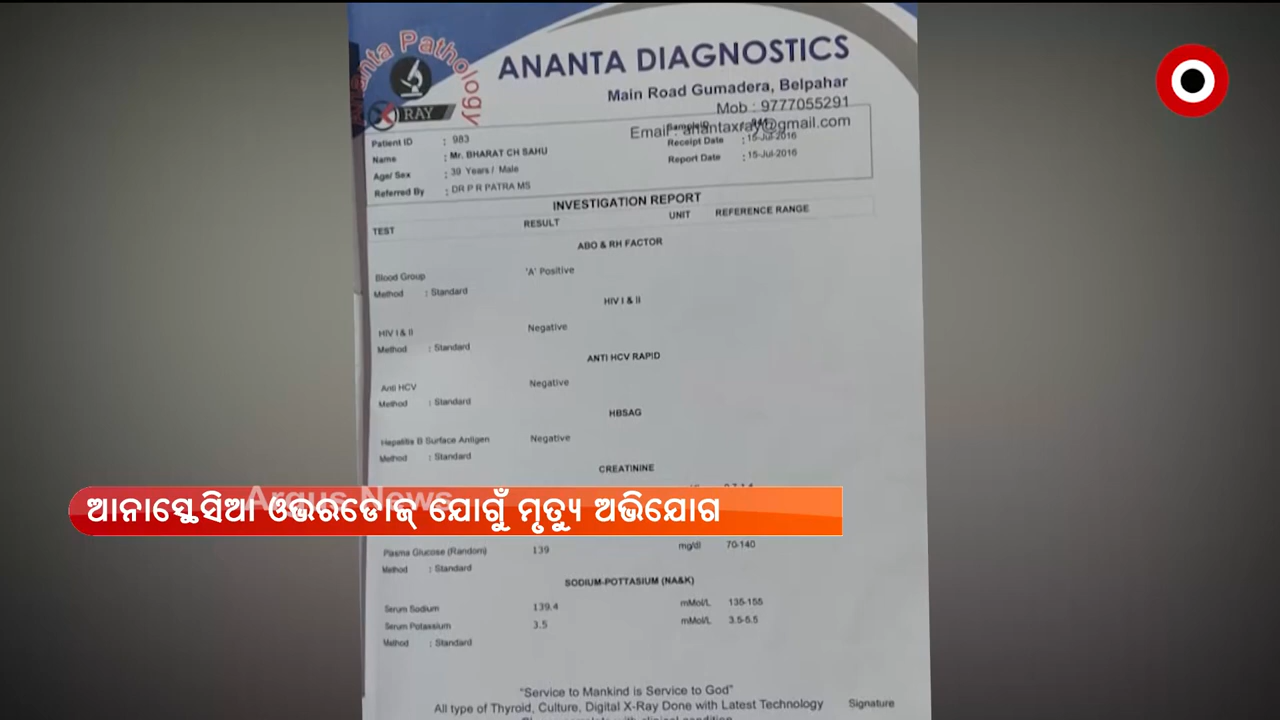 Ananta Pathology
X RAY
ANANTA DIAGNOSTICS
Main Road Gumadera, Belpahar
Mob : 9777055291
Email : anantaxray@gmail.com
Patient ID : 983
Name : Mr. BHARAT CH SAHU
Age/ Sex : 39 Years / Male
Referred By : DR P R PATRA MS
SampleID :
Receipt Date : 15-Jul-2016
Report Date : 15-Jul-2016
INVESTIGATION REPORT
TEST RESULT UNIT REFERENCE RANGE
ABO & RH FACTOR
Blood Group 'A' Positive
Method : Standard
HIV I & II
HIV I & II Negative
Method : Standard
ANTI HCV RAPID
Anti HCV Negative
Method : Standard
HBSAG
Hepatitis B Surface Antigen Negative
Method : Standard
CREATININE
Argus News
ଆନାସ୍ଥେସିଆ ଓଭରଡୋଜ୍ ଯୋଗୁଁ ମୃତ୍ୟୁ ଅଭିଯୋଗ
Plasma Glucose (Random) 139 mg/dl 70-140
Method : Standard
SODIUM-POTTASIUM (NA&K)
Serum Sodium 139.4 mMol/L 135-155
Serum Potassium 3.5 mMol/L 3.5-5.5
Method : Standard
“Service to Mankind is Service to God”
All type of Thyroid, Culture, Digital X-Ray Done with Latest Technology Signature